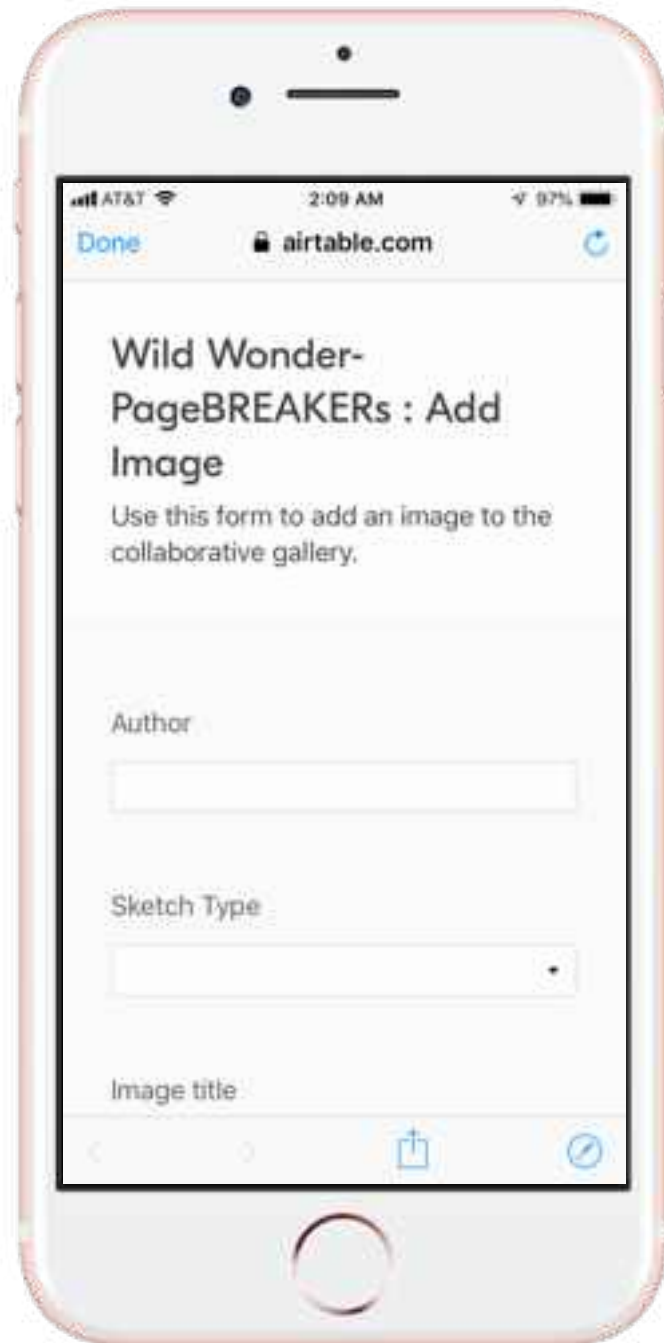 AT&T 2:09 AM 97%
Done airtable.com
Wild Wonder-
PageBREAKERs : Add
Image
Use this form to add an image to the
collaborative gallery.
Author
Sketch Type
Image title